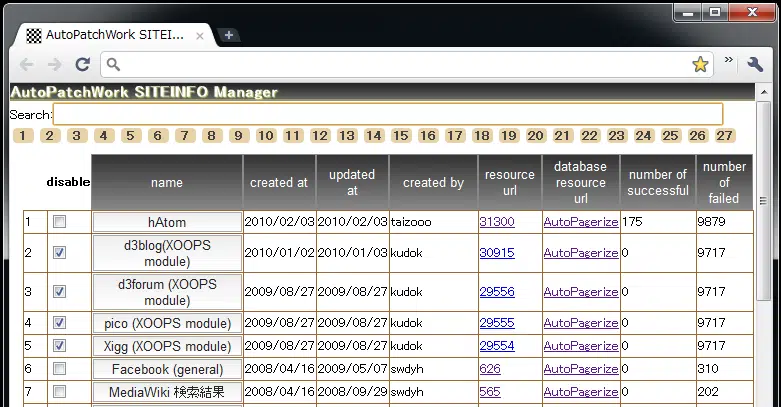 AutoPatchWork SITEI...
AutoPatchWork SITEINFO Manager
Search:
1 2 3 4 5 6 7 8 9 10 11 12 13 14 15 16 17 18 19 20 21 22 23 24 25 26 27
disable name created at updated at created by resource url database resource url number of successful number of failed
1 hAtom 2010/02/03 2010/02/03 taizooo 31300 AutoPagerize 175 9879
2 d3blog(XOOPS module) 2010/01/02 2010/01/03 kudok 30915 AutoPagerize 0 9717
3 d3forum (XOOPS module) 2009/08/27 2009/08/27 kudok 29556 AutoPagerize 0 9717
4 pico (XOOPS module) 2009/08/27 2009/08/27 kudok 29555 AutoPagerize 0 9717
5 Xigg (XOOPS module) 2009/08/27 2009/08/27 kudok 29554 AutoPagerize 0 9717
6 Facebook (general) 2008/04/16 2009/05/07 swdyh 626 AutoPagerize 0 310
7 MediaWiki 検索結果 2008/04/16 2008/09/29 swdyh 565 AutoPagerize 0 202